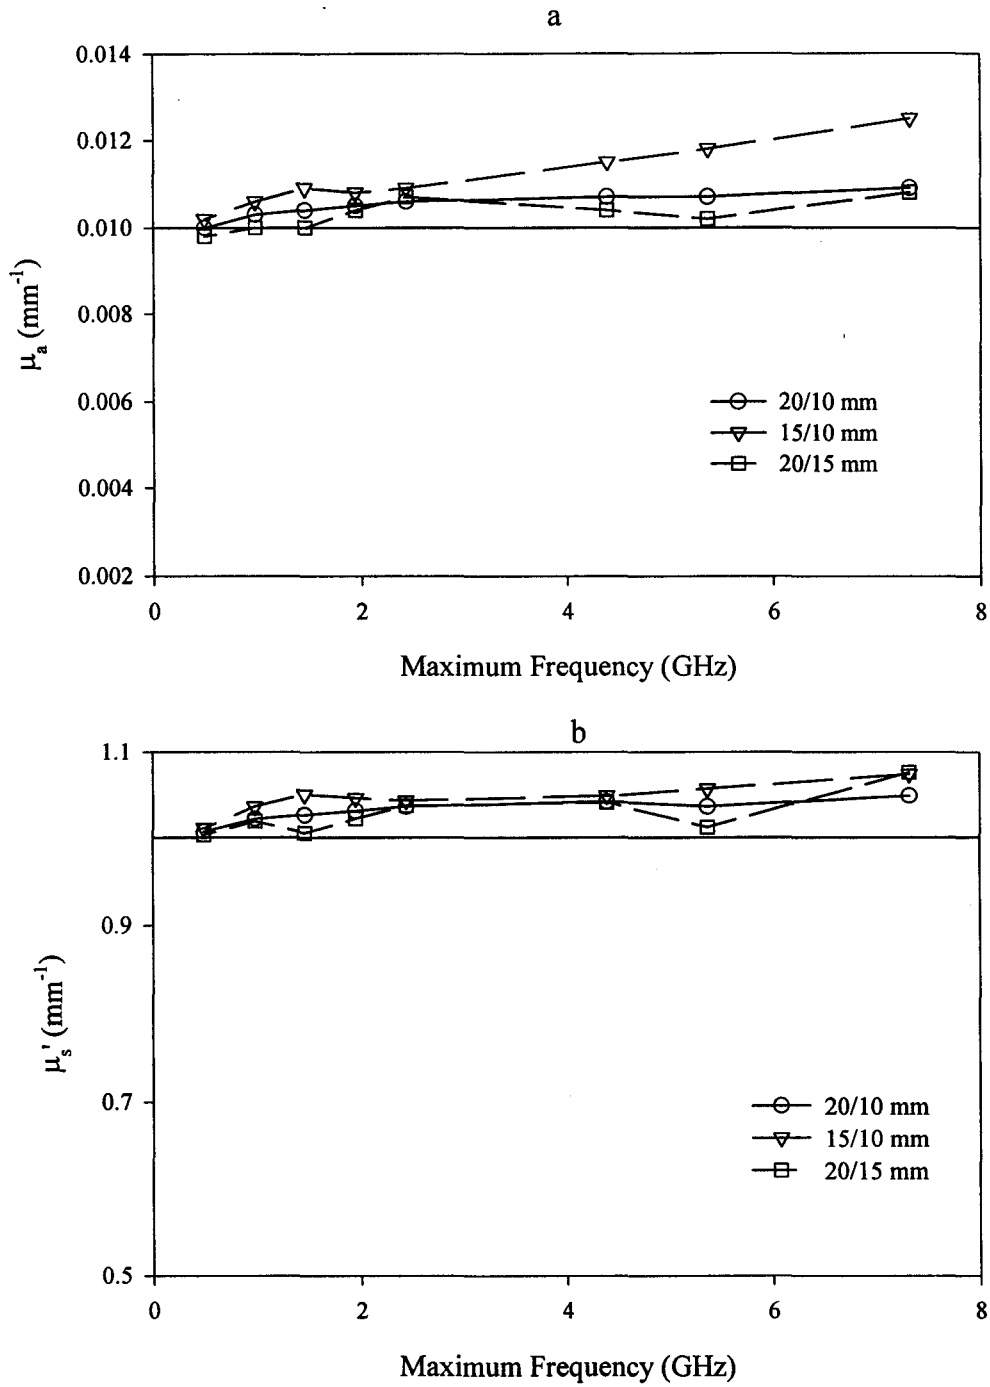 a
0.014
0.012
0.010
0.008
0.006
0.004
0.002
μa (mm-1)
20/10 mm
15/10 mm
20/15 mm
0 2 4 6 8
Maximum Frequency (GHz)
b
1.1
0.9
0.7
0.5
μs' (mm-1)
20/10 mm
15/10 mm
20/15 mm
0 2 4 6 8
Maximum Frequency (GHz)